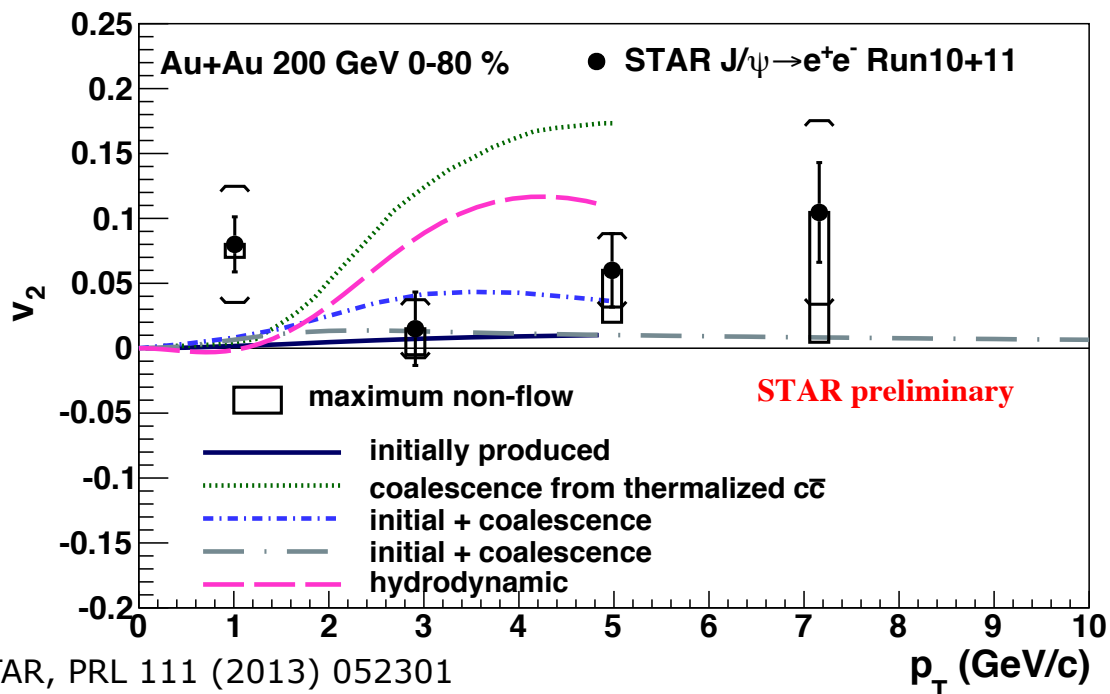 0.25
0.2
0.15
0.1
0.05
0
-0.05
-0.1
-0.15
-0.2
v2
Au+Au 200 GeV 0-80 %
STAR J/ψ→e+e- Run10+11
STAR preliminary
maximum non-flow
initially produced
coalescence from thermalized cc̅
initial + coalescence
initial + coalescence
hydrodynamic
0 1 2 3 4 5 6 7 8 9 10
pT (GeV/c)
TAR, PRL 111 (2013) 052301